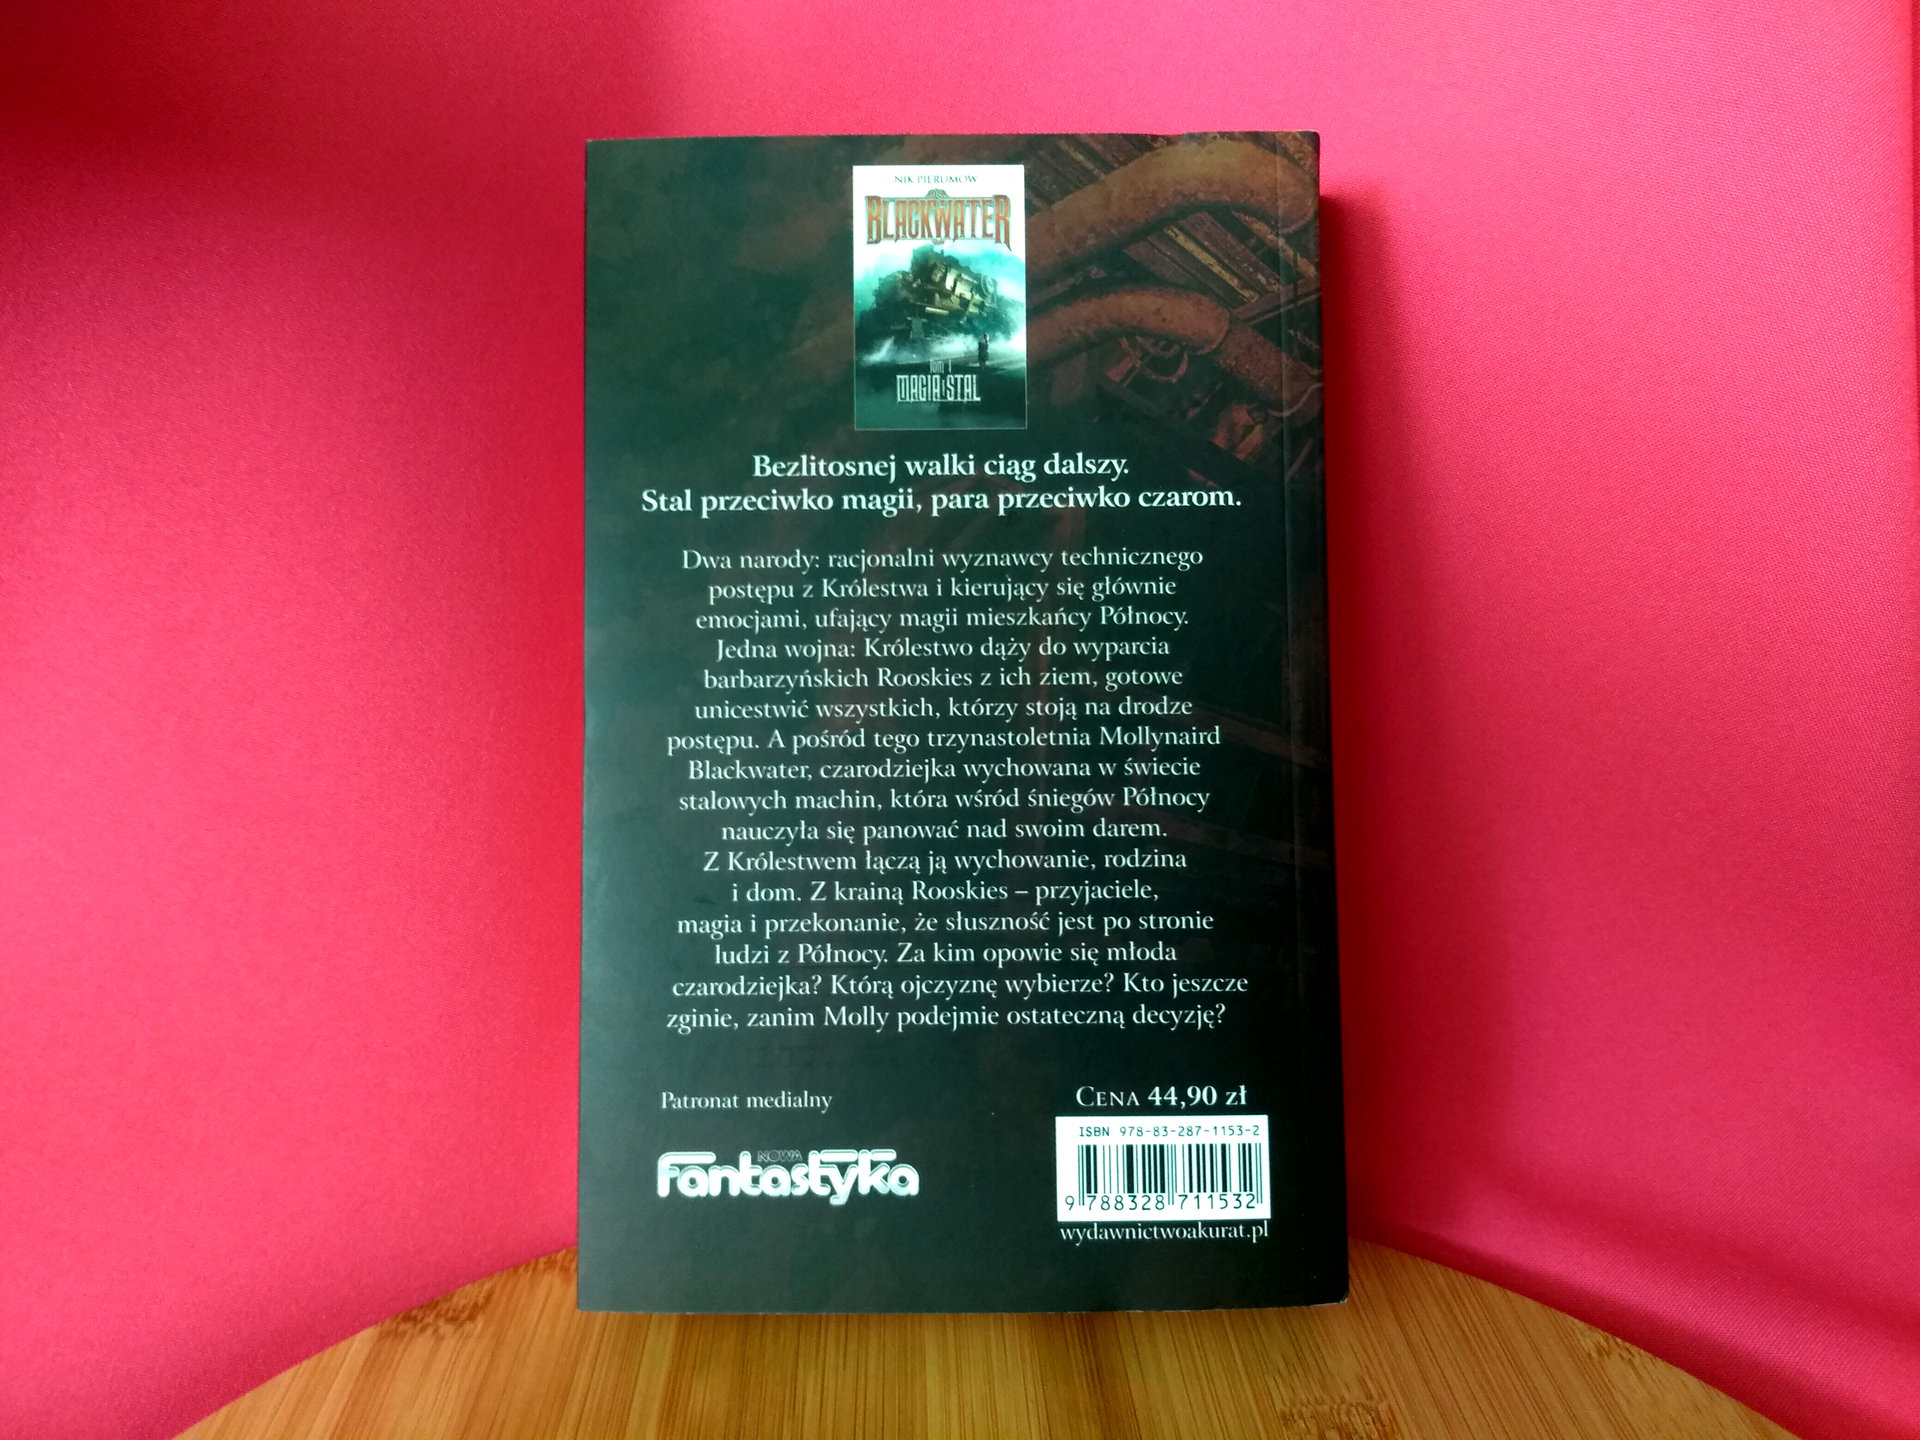 NIK PIERUMOW
BLACKWATER
Tom 1
MAGIA I STAL
Bezlitosnej walki ciąg dalszy.
Stal przeciwko magii, para przeciwko czarom.
Dwa narody: racjonalni wyznawcy technicznego
postępu z Królestwa i kierujący się głównie
emocjami, ufający magii mieszkańcy Północy.
Jedna wojna: Królestwo dąży do wyparcia
barbarzyńskich Rooskies z ich ziem, gotowe
unicestwić wszystkich, którzy stoją na drodze
postępu. A pośród tego trzynastoletnia Mollynaird
Blackwater, czarodziejka wychowana w świecie
stalowych machin, która wśród śniegów Północy
nauczyła się panować nad swoim darem.
Z Królestwem łączą ją wychowanie, rodzina
i dom. Z krainą Rooskies – przyjaciele,
magia i przekonanie, że słuszność jest po stronie
ludzi z Północy. Za kim opowie się młoda
czarodziejka? Którą ojczyznę wybierze? Kto jeszcze
zginie, zanim Molly podejmie ostateczną decyzję?
Patronat medialny
NOWA
Fantastyka
CENA 44,90 zł
ISBN 978-83-287-1153-2
9 788328 711532
wydawnictwoakurat.pl